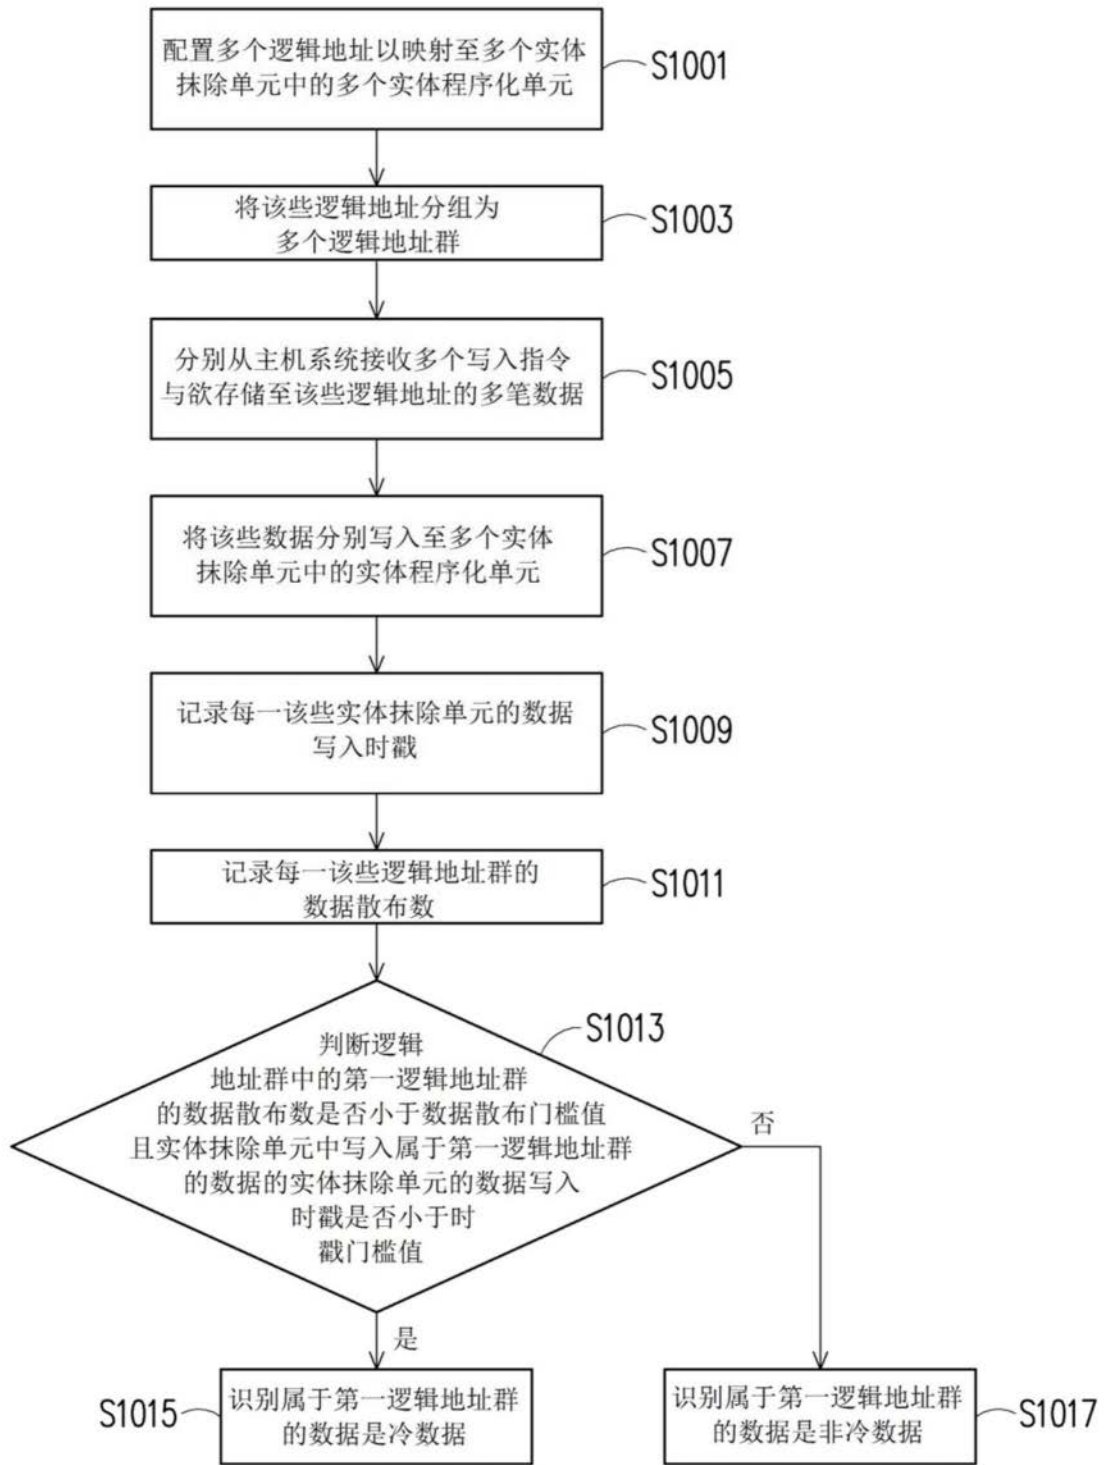 配置多个逻辑地址以映射至多个实体
抹除单元中的多个实体程序化单元
S1001
将该些逻辑地址分组为
多个逻辑地址群
S1003
分别从主机系统接收多个写入指令
与欲存储至该些逻辑地址的多笔数据
S1005
将该些数据分别写入至多个实体
抹除单元中的实体程序化单元
S1007
记录每一该些实体抹除单元的数据
写入时戳
S1009
记录每一该些逻辑地址群的
数据散布数
S1011
判断逻辑
地址群中的第一逻辑地址群
的数据散布数是否小于数据散布门槛值
且实体抹除单元中写入属于第一逻辑地址群
的数据的实体抹除单元的数据写入
时戳是否小于时
戳门槛值
S1013
否
是
S1015
识别属于第一逻辑地址群
的数据是冷数据
识别属于第一逻辑地址群
的数据是非冷数据
S1017